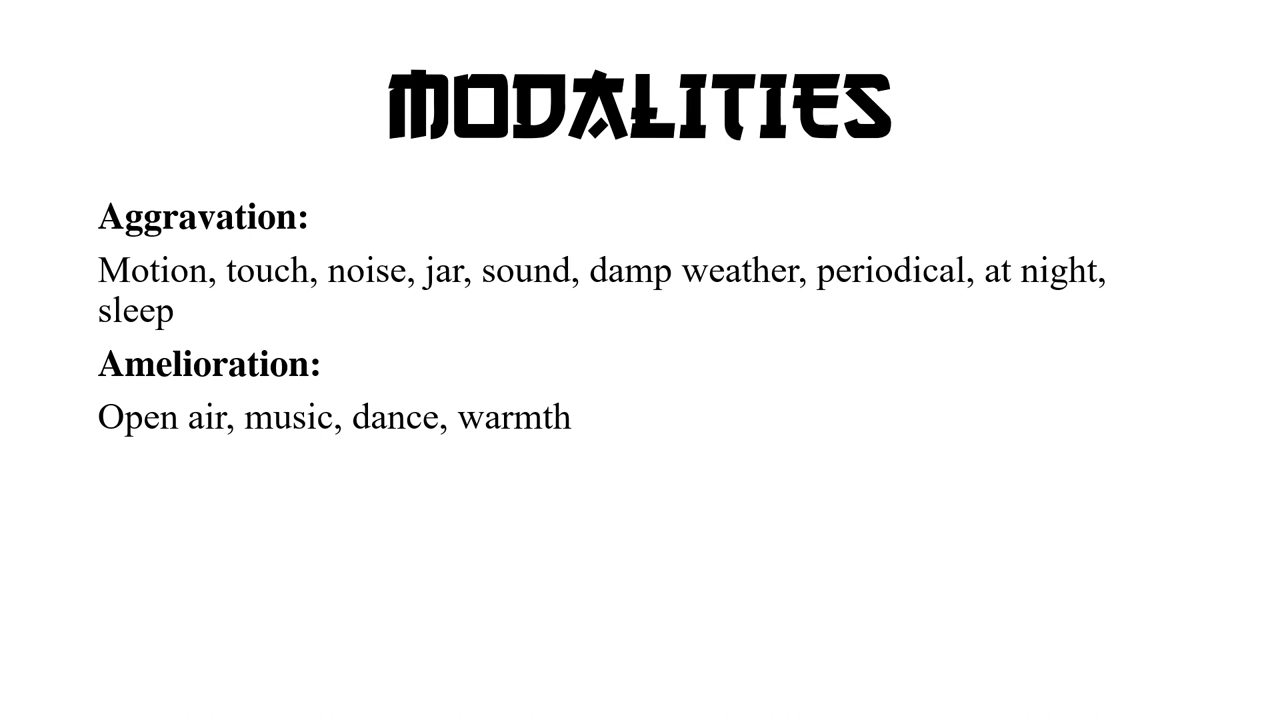 MODALITIES
Aggravation:
Motion, touch, noise, jar, sound, damp weather, periodical, at night,
sleep
Amelioration:
Open air, music, dance, warmth